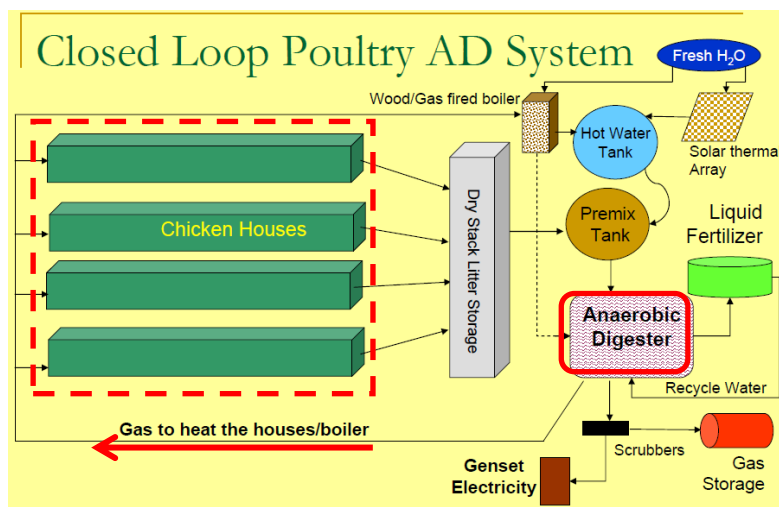 Closed Loop Poultry AD System
Fresh H₂O
Wood/Gas fired boiler
Hot Water
Tank
Solar therma
Array
Chicken Houses
Dry Stack Litter Storage
Premix
Tank
Liquid
Fertilizer
Anaerobic
Digester
Recycle Water
Gas to heat the houses/boiler
Scrubbers
Genset
Electricity
Gas
Storage